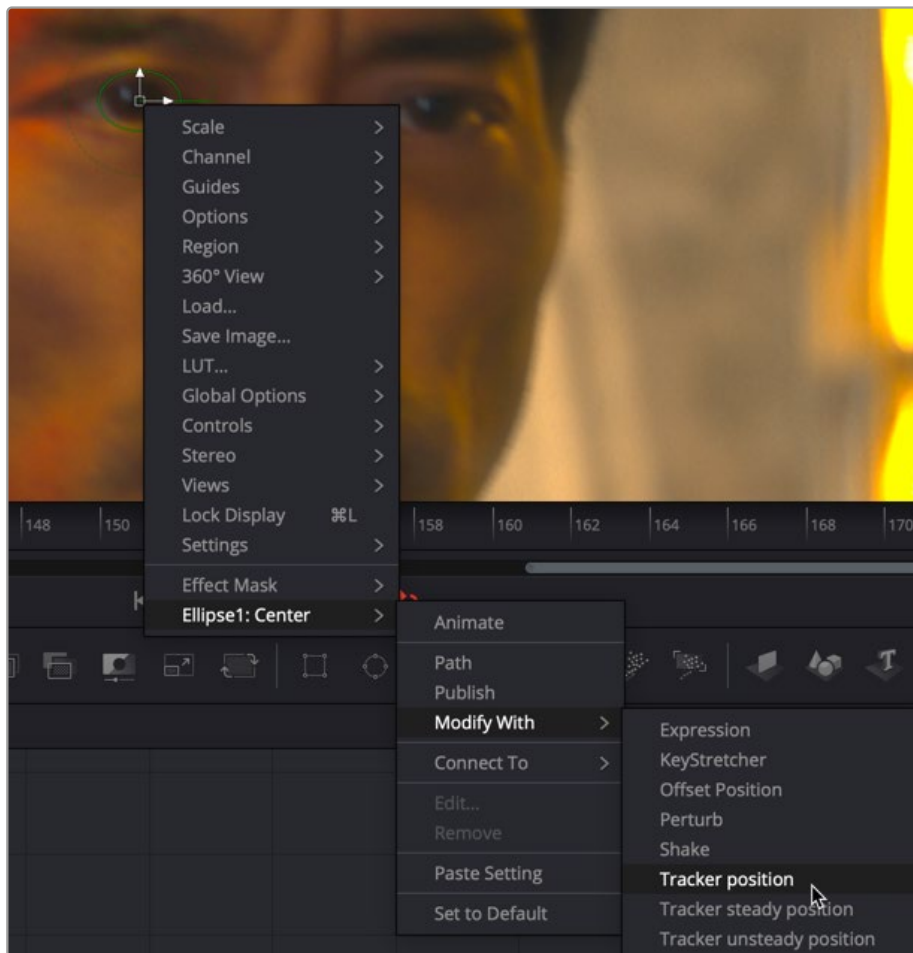 Scale
Channel
Guides
Options
Region
360° View
Load...
Save Image...
LUT...
Global Options
Controls
Stereo
Views
Lock Display ⌘L
148 150 158 160 162 164 166 168 170
Settings
Effect Mask
Ellipse1: Center
Animate
Path
Publish
Modify With
Connect To
Edit...
Remove
Paste Setting
Set to Default
Expression
KeyStretcher
Offset Position
Perturb
Shake
Tracker position
Tracker steady position
Tracker unsteady position